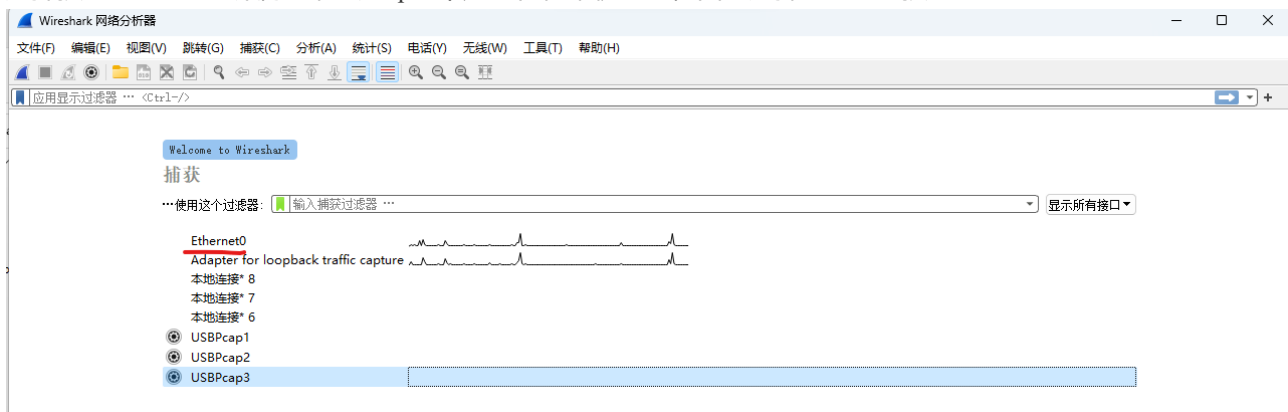 Wireshark 网络分析器
文件(F) 编辑(E) 视图(V) 跳转(G) 捕获(C) 分析(A) 统计(S) 电话(Y) 无线(W) 工具(T) 帮助(H)
应用显示过滤器 … <Ctrl-/>
Welcome to Wireshark
捕获
…使用这个过滤器: 输入捕获过滤器 … 显示所有接口
Ethernet0
Adapter for loopback traffic capture
本地连接* 8
本地连接* 7
本地连接* 6
USBPcap1
USBPcap2
USBPcap3